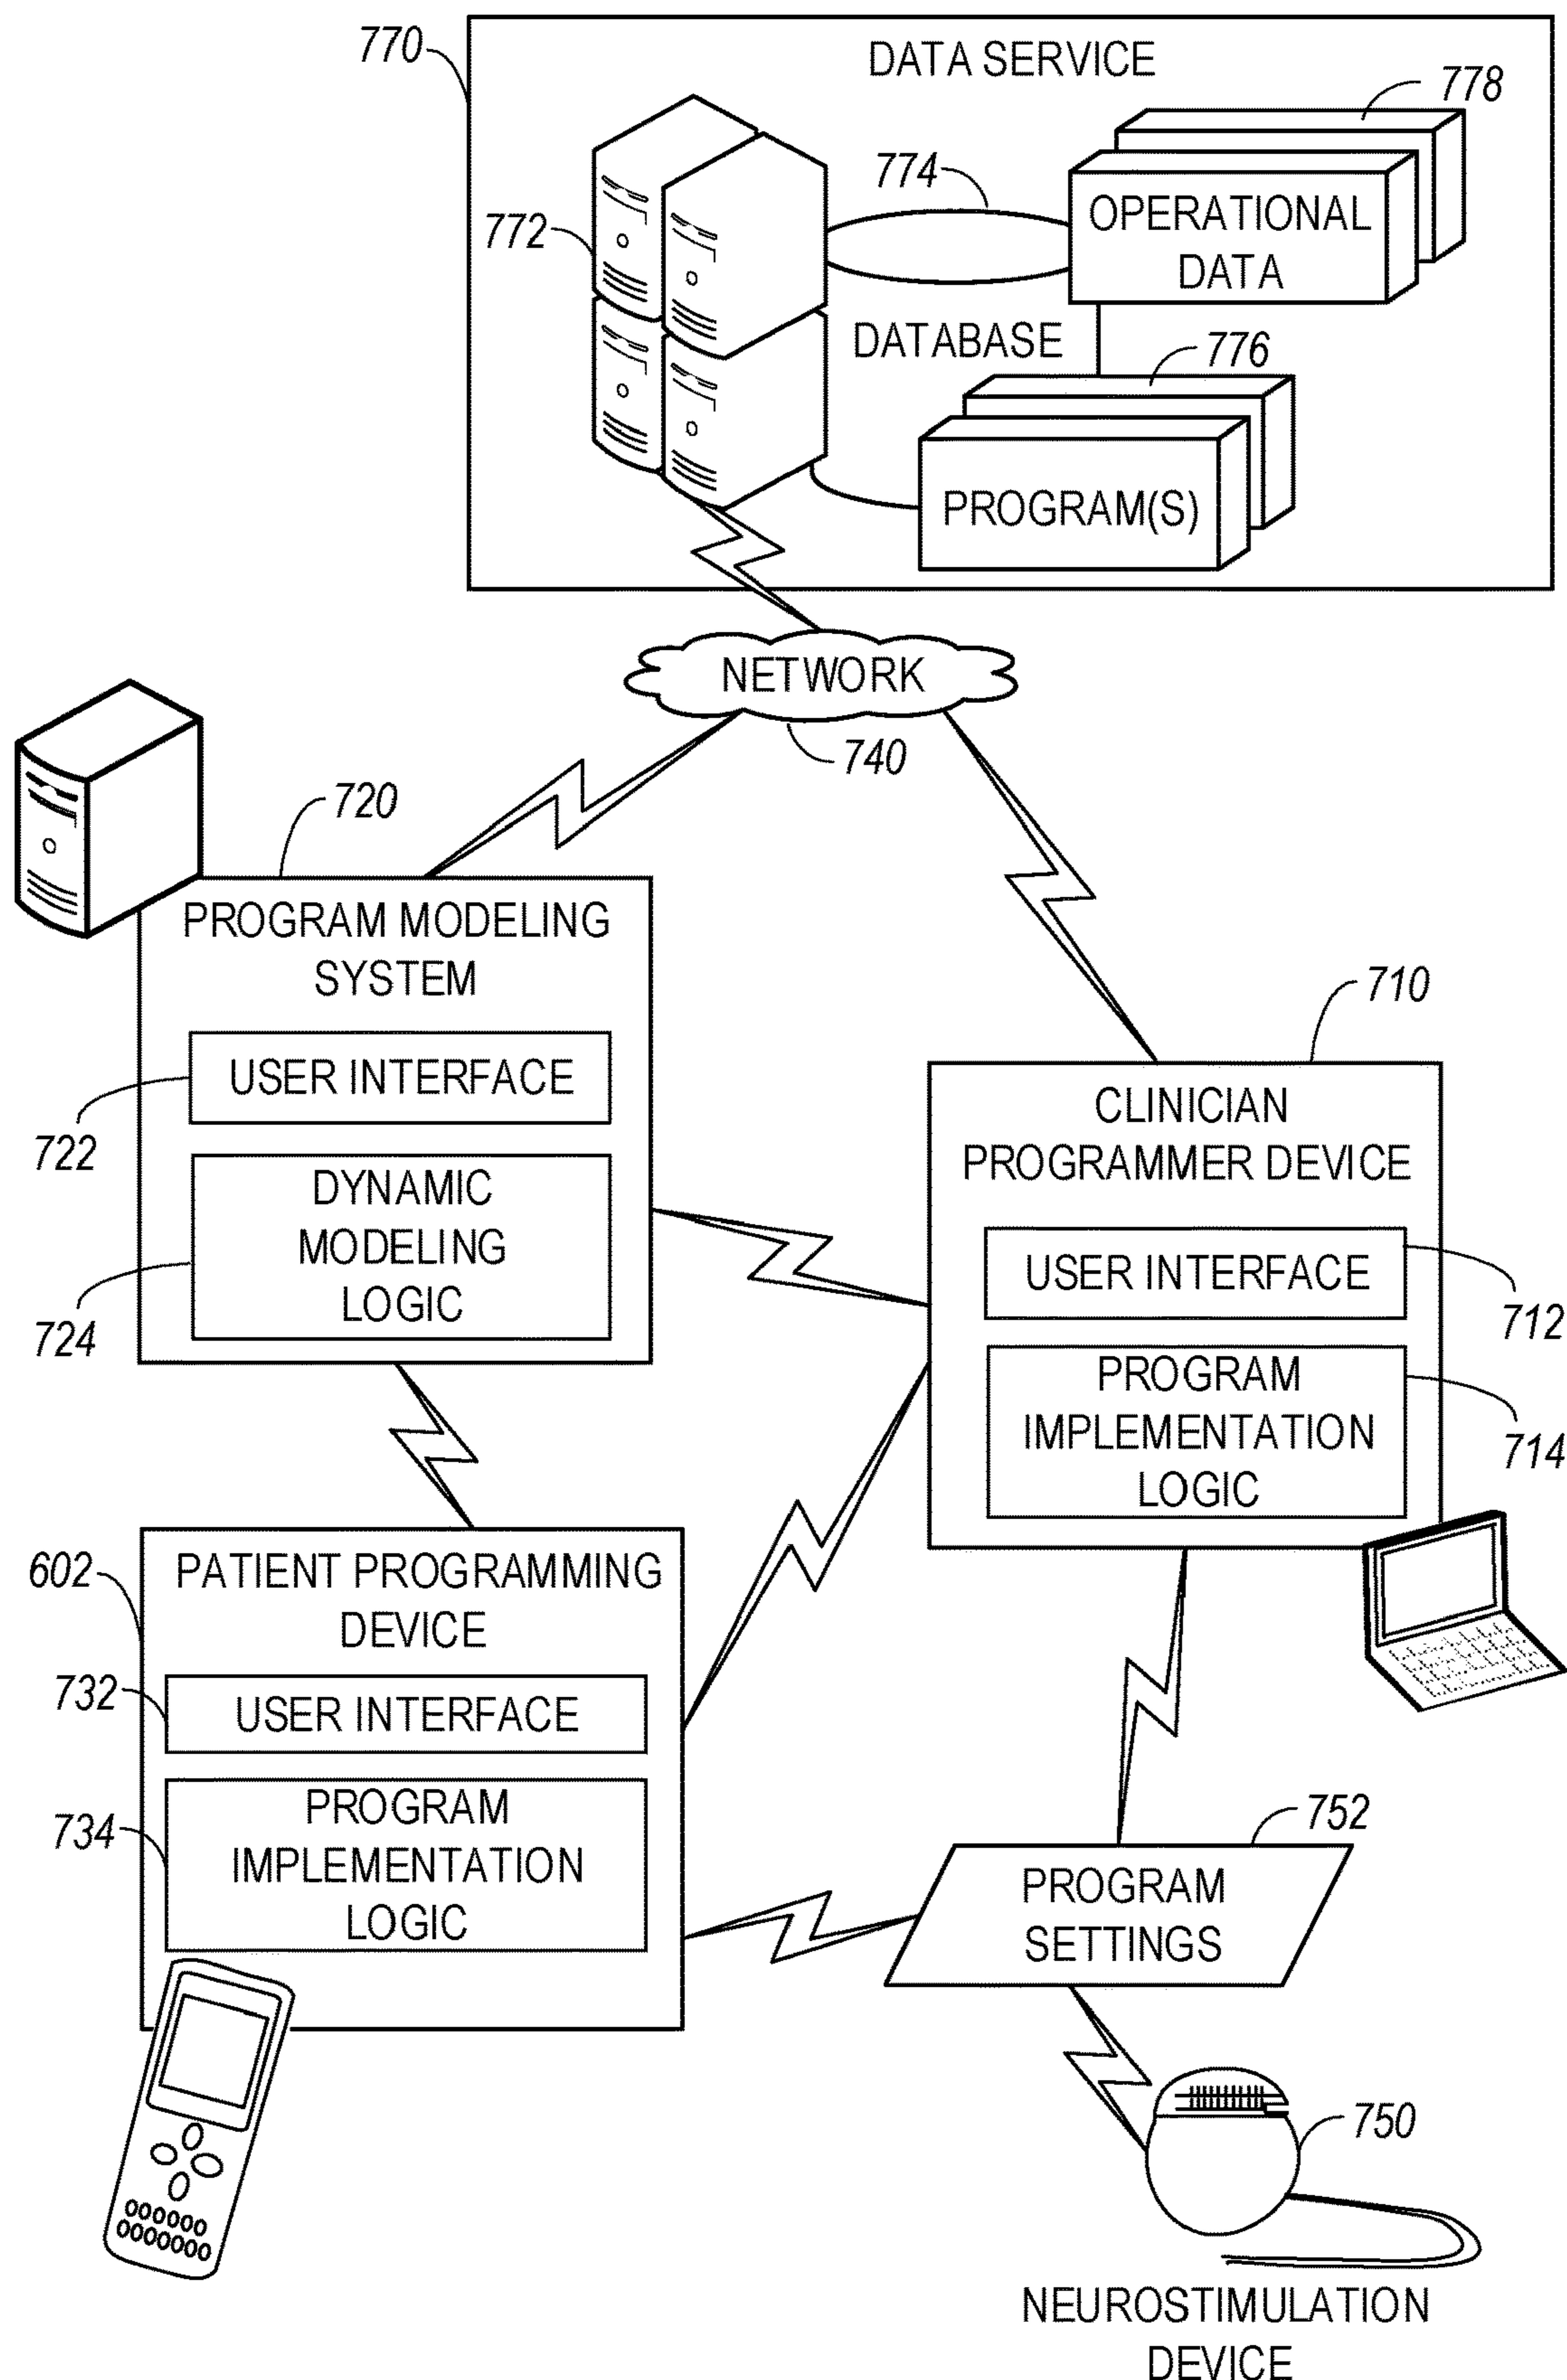 770
DATA SERVICE
778
774
OPERATIONAL
DATA
772
DATABASE
776
PROGRAM(S)
NETWORK
740
720
PROGRAM MODELING
SYSTEM
USER INTERFACE
722
DYNAMIC
MODELING
LOGIC
724
710
CLINICIAN
PROGRAMMER DEVICE
USER INTERFACE
712
PROGRAM
IMPLEMENTATION
LOGIC
714
602
PATIENT PROGRAMMING
DEVICE
732
USER INTERFACE
734
PROGRAM
IMPLEMENTATION
LOGIC
752
PROGRAM
SETTINGS
750
NEUROSTIMULATION
DEVICE